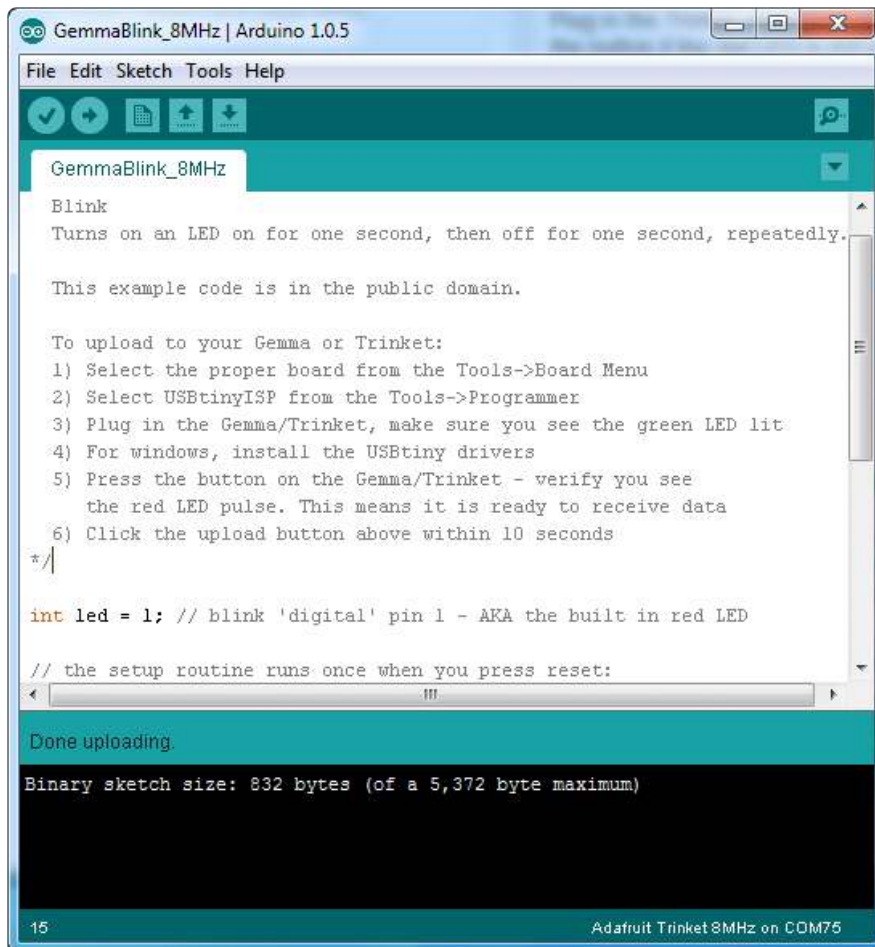 GemmaBlink_8MHz | Arduino 1.0.5
File Edit Sketch Tools Help
GemmaBlink_8MHz
Blink
Turns on an LED on for one second, then off for one second, repeatedly.
This example code is in the public domain.
To upload to your Gemma or Trinket:
1) Select the proper board from the Tools->Board Menu
2) Select USBtinyISP from the Tools->Programmer
3) Plug in the Gemma/Trinket, make sure you see the green LED lit
4) For windows, install the USBtiny drivers
5) Press the button on the Gemma/Trinket - verify you see
the red LED pulse. This means it is ready to receive data
6) Click the upload button above within 10 seconds
*/
int led = 1; // blink 'digital' pin 1 - AKA the built in red LED
// the setup routine runs once when you press reset:
Done uploading.
Binary sketch size: 832 bytes (of a 5,372 byte maximum)
15 Adafruit Trinket 8MHz on COM75